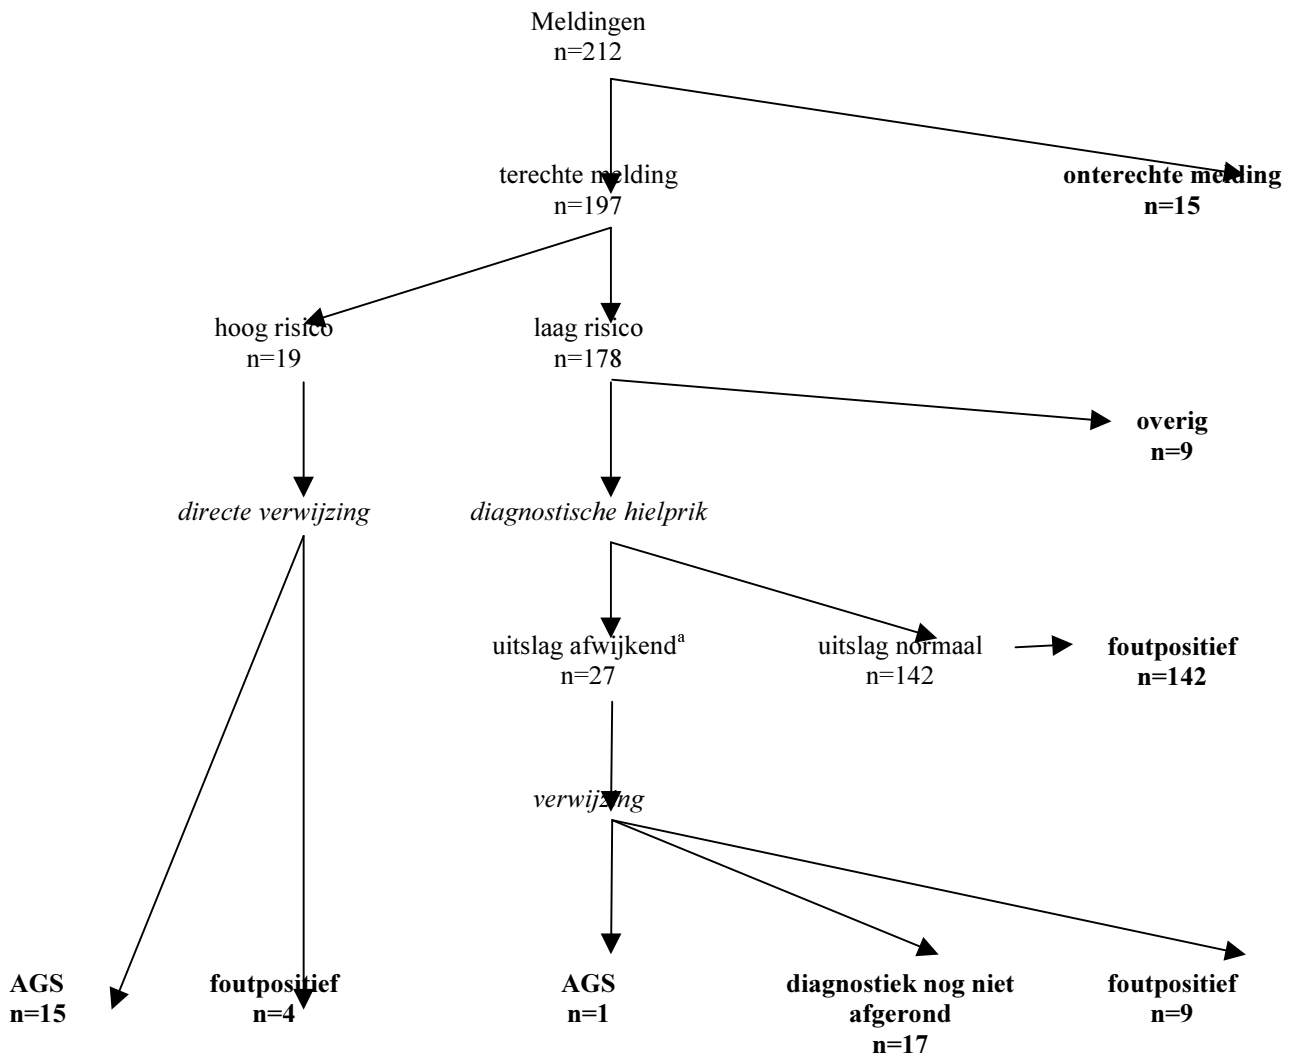 Meldingen
n=212
terechte melding
n=197
onterechte melding
n=15
hoog risico
n=19
laag risico
n=178
overig
n=9
directe verwijzing
diagnostische hielprik
uitslag afwijkendᵃ
n=27
uitslag normaal
n=142
foutpositief
n=142
verwijzing
AGS
n=15
foutpositief
n=4
AGS
n=1
diagnostiek nog niet
afgerond
n=17
foutpositief
n=9